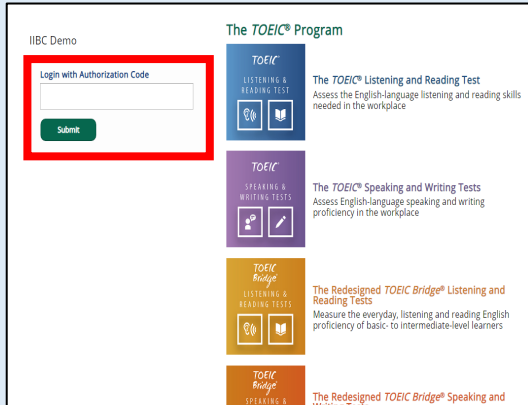 IIBC Demo
Login with Authorization Code
Submit
The TOEIC® Program
TOEIC
LISTENING &
READING TEST
The TOEIC® Listening and Reading Test
Assess the English-language listening and reading skills
needed in the workplace
TOEIC
SPEAKING &
WRITING TESTS
The TOEIC® Speaking and Writing Tests
Assess English-language speaking and writing
proficiency in the workplace
TOEIC
Bridge
LISTENING &
READING TESTS
The Redesigned TOEIC Bridge® Listening and
Reading Tests
Measure the everyday, listening and reading English
proficiency of basic- to intermediate-level learners
TOEIC
Bridge
SPEAKING &
The Redesigned TOEIC Bridge® Speaking and
Writing Tests